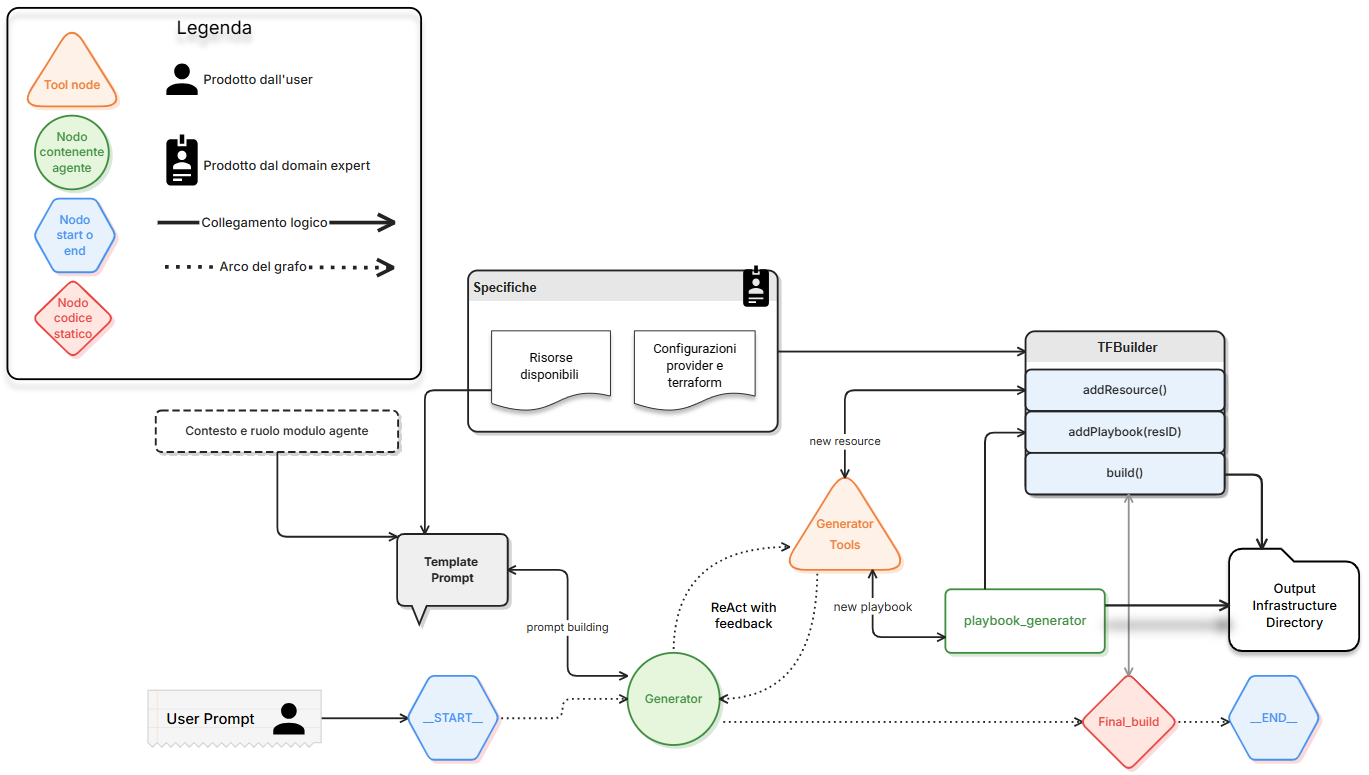 Legenda
Tool node
Prodotto dall'user
Nodo
contenente
agente
Prodotto dal domain expert
Nodo
start o
end
Collegamento logico
Arco del grafo
Nodo
codice
statico
Specifiche
Risorse
disponibili
Configurazioni
provider e
terraform
TFBuilder
addResource()
addPlaybook(resID)
build()
Contesto e ruolo modulo agente
new resource
Generator
Tools
Template
Prompt
prompt building
ReAct with
feedback
new playbook
playbook_generator
Output
Infrastructure
Directory
User Prompt
__START__
Generator
Final_build
__END__